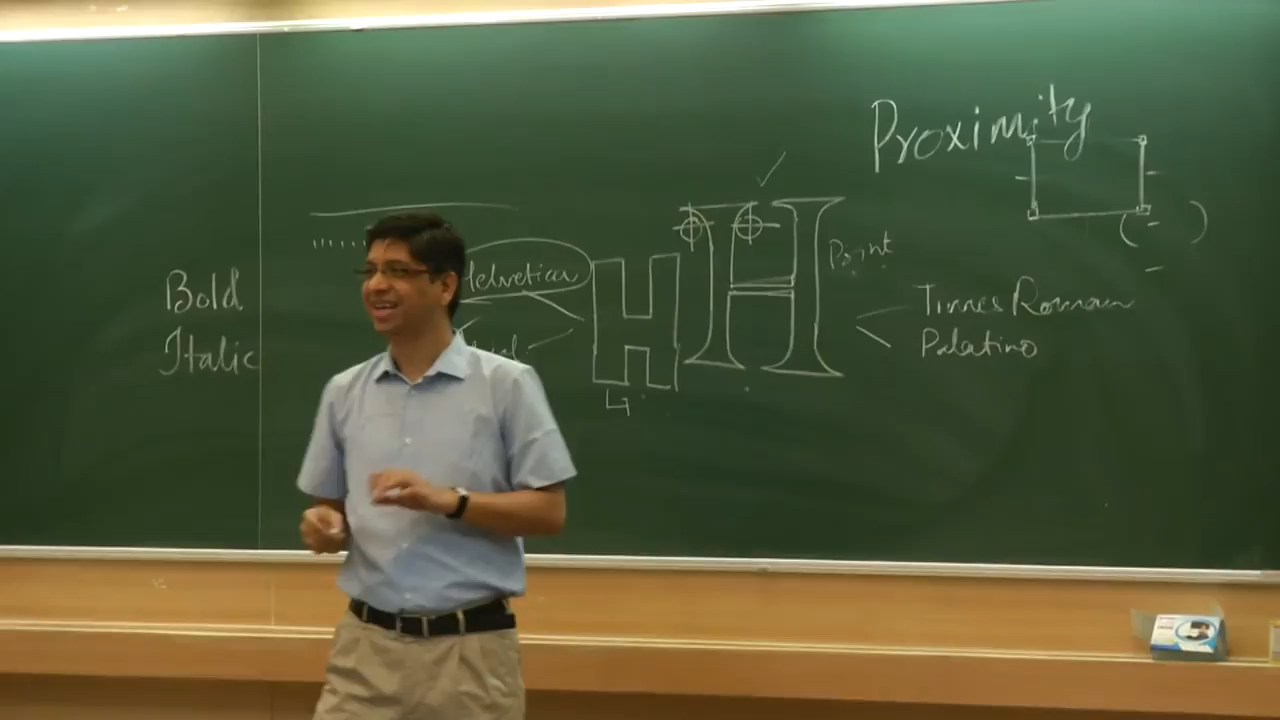 Proximity
Bold
Italic
Helvetica
Point
Times Roman
Palatino